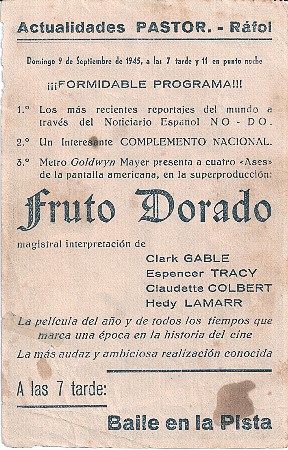 Actualidades PASTOR. - Ráfol
Domingo 9 de Septiembre de 1945, a las 7 tarde y 11 en punto noche
¡¡¡FORMIDABLE PROGRAMA!!!
1.º Los más recientes reportajes del mundo a
través del Noticiario Español NO-DO.
2.º Un Interesante COMPLEMENTO NACIONAL.
3.º Metro Goldwyn Mayer presenta a cuatro «Ases»
de la pantalla americana, en la superproducción:
Fruto Dorado
magistral interpretación de
Clark GABLE
Espencer TRACY
Claudette COLBERT
Hedy LAMARR
La película del año y de todos los tiempos que
marca una época en la historia del cine
La más audaz y ambiciosa realización conocida
A las 7 tarde:
Baile en la Pista